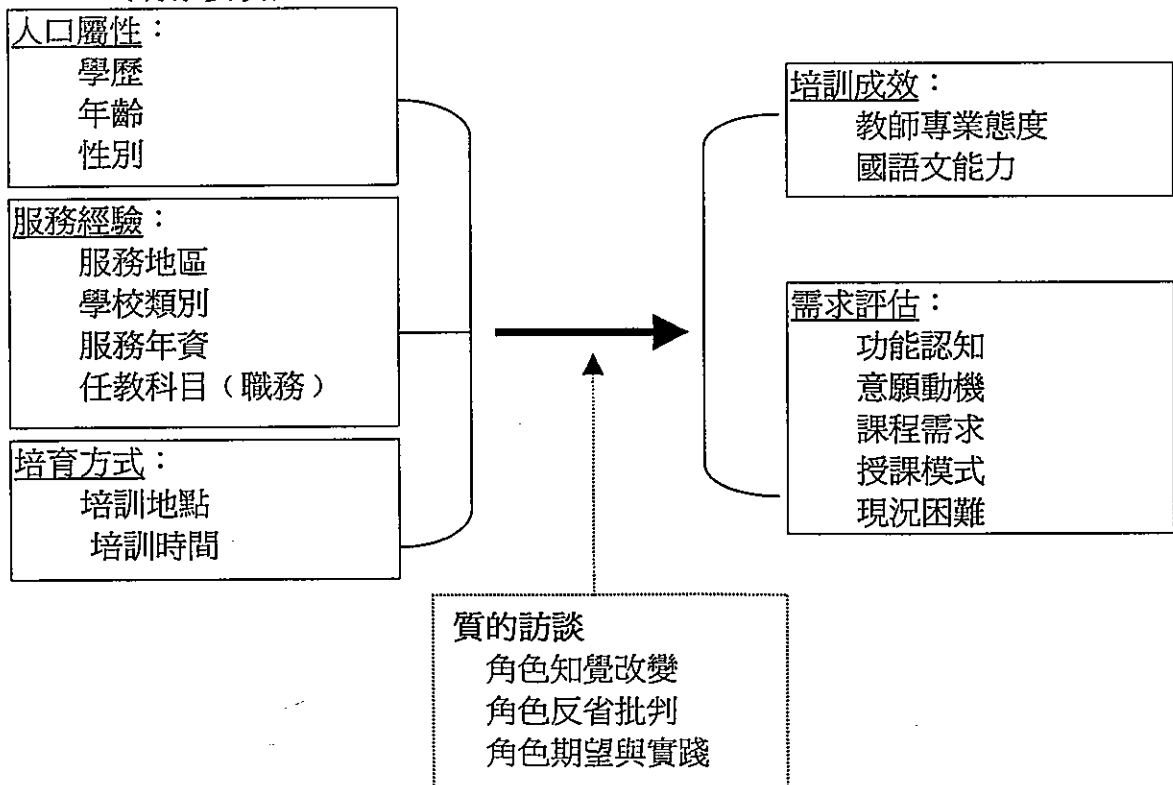 人口屬性：
學歷
年齡
性別
服務經驗：
服務地區
學校類別
服務年資
任教科目（職務）
培育方式：
培訓地點
培訓時間
培訓成效：
教師專業態度
國語文能力
需求評估：
功能認知
意願動機
課程需求
授課模式
現況困難
質的訪談
角色知覺改變
角色反省批判
角色期望與實踐